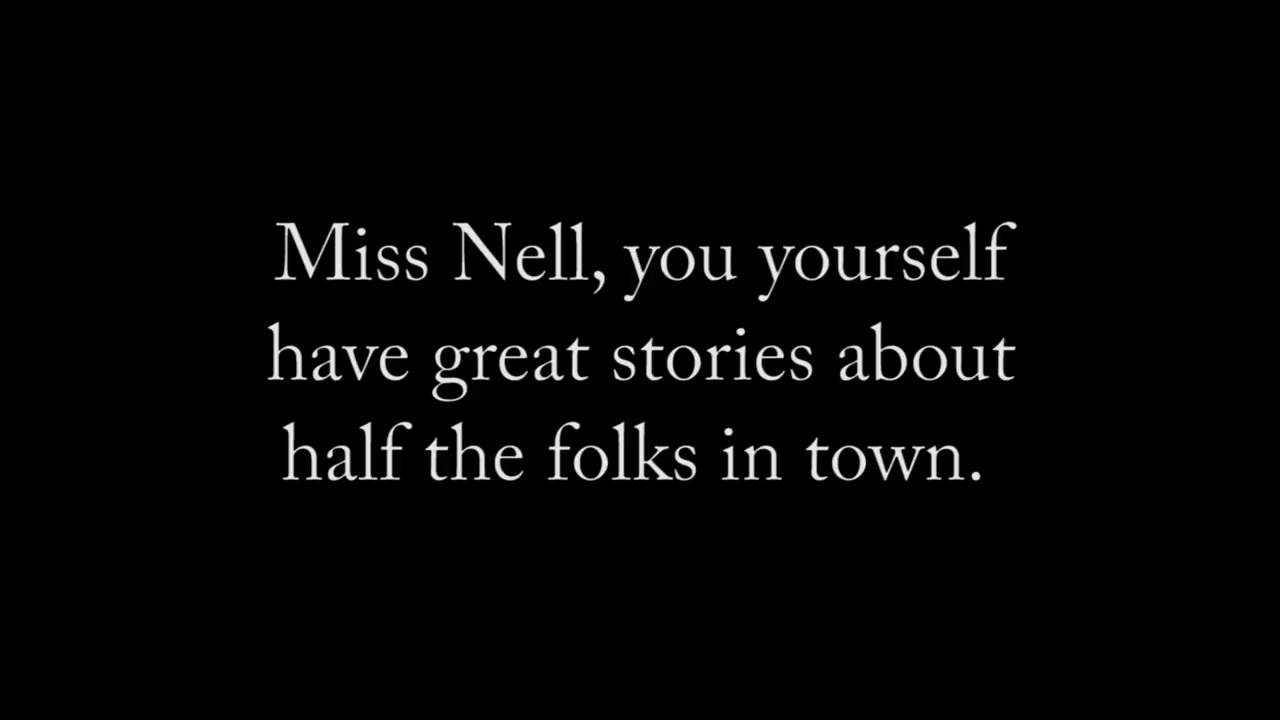 Miss Nell, you yourself
have great stories about
half the folks in town.